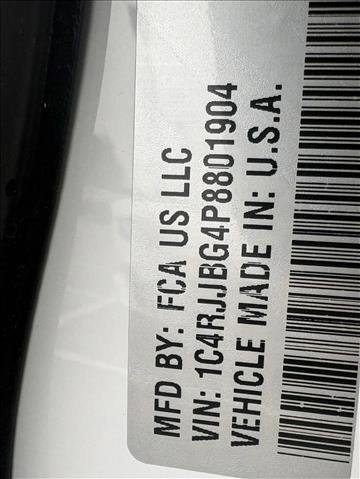 MFD BY: FCA US LLC
VIN: 1C4RJJBG4P8801904
VEHICLE MADE IN: U.S.A.